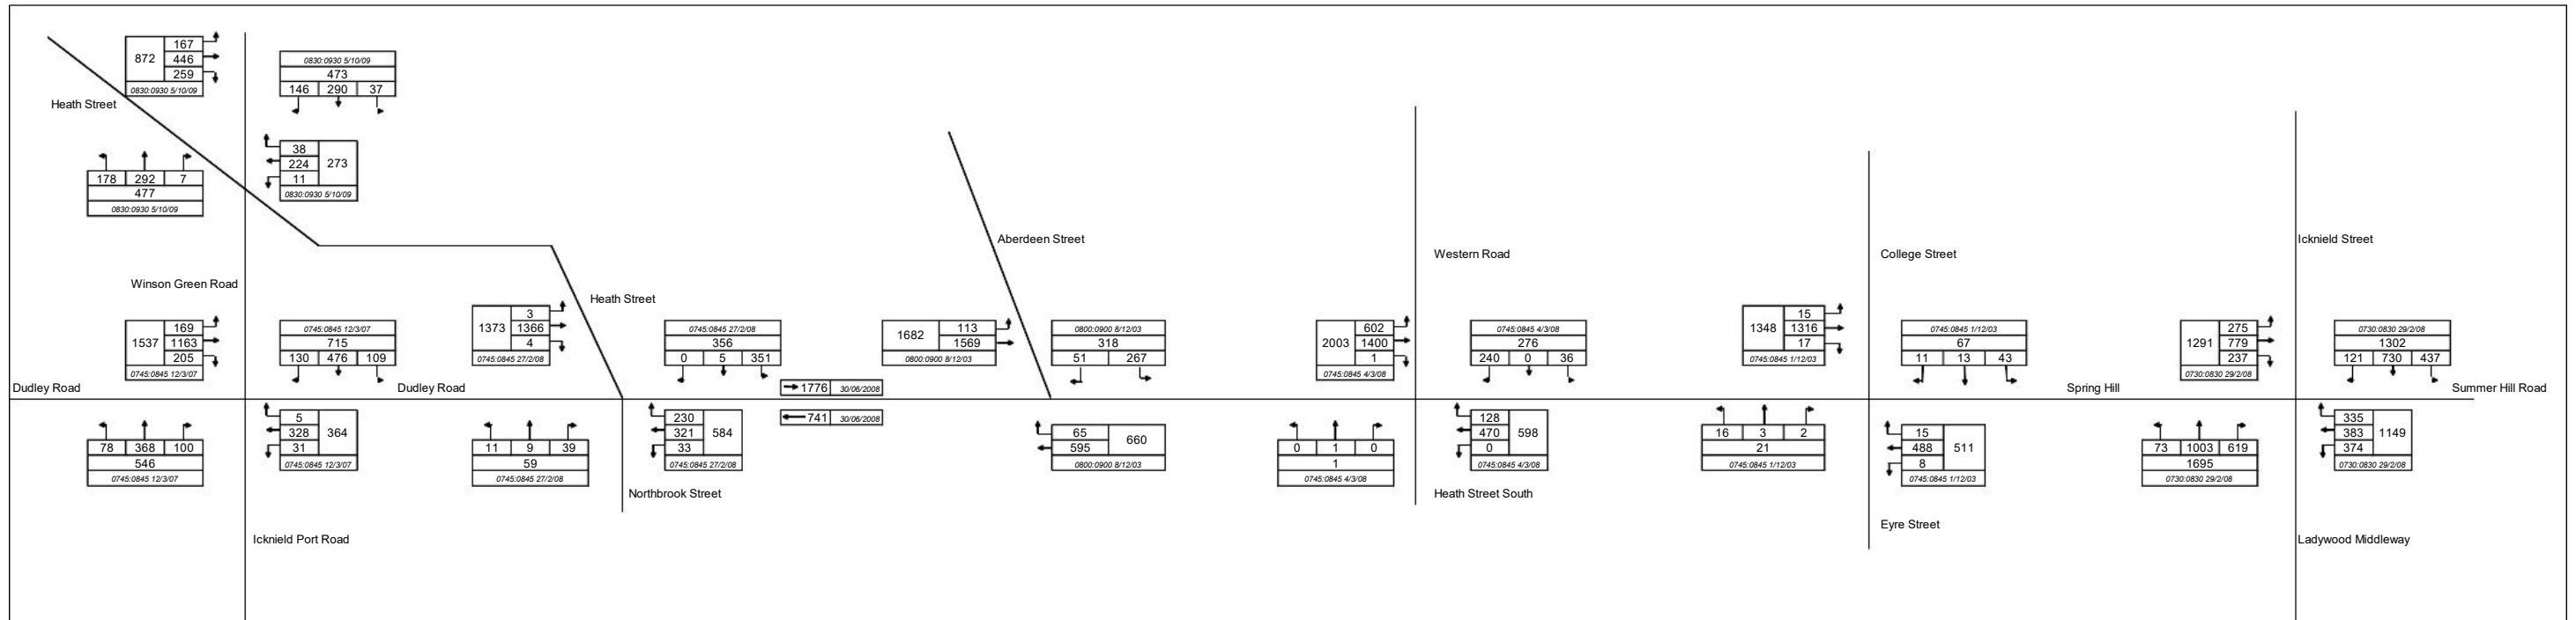 167
872 446
259
0830:0930 5/10/09
0830:0930 5/10/09
473
146 290 37
Heath Street
38
224 273
11
0830:0930 5/10/09
178 292 7
477
0830:0930 5/10/09
Aberdeen Street
Western Road
College Street
Icknield Street
Winson Green Road
Heath Street
169
1537 1163
205
0745:0845 12/3/07
0745:0845 12/3/07
715
130 476 109
3
1373 1366
4
0745:0845 27/2/08
0745:0845 27/2/08
356
0 5 351
1682 113
1569
0800:0900 8/12/03
0800:0900 8/12/03
318
51 267
602
2003 1400
1
0745:0845 4/3/08
0745:0845 4/3/08
276
240 0 36
15
1348 1316
17
0745:0845 1/12/03
0745:0845 1/12/03
67
11 13 43
275
1291 779
237
0730:0830 29/2/08
0730:0830 29/2/08
1302
121 730 437
Dudley Road
Dudley Road
1776 30/06/2008
Spring Hill
Summer Hill Road
78 368 100
546
0745:0845 12/3/07
5
328 364
31
0745:0845 12/3/07
11 9 39
59
0745:0845 27/2/08
230
321 584
33
0745:0845 27/2/08
741 30/06/2008
65
595 660
0800:0900 8/12/03
0 1 0
1
0745:0845 4/3/08
128
470 598
0
0745:0845 4/3/08
16 3 2
21
0745:0845 1/12/03
15
488 511
8
0745:0845 1/12/03
73 1003 619
1695
0730:0830 29/2/08
335
383 1149
374
0730:0830 29/2/08
Northbrook Street
Heath Street South
Eyre Street
Icknield Port Road
Ladywood Middleway